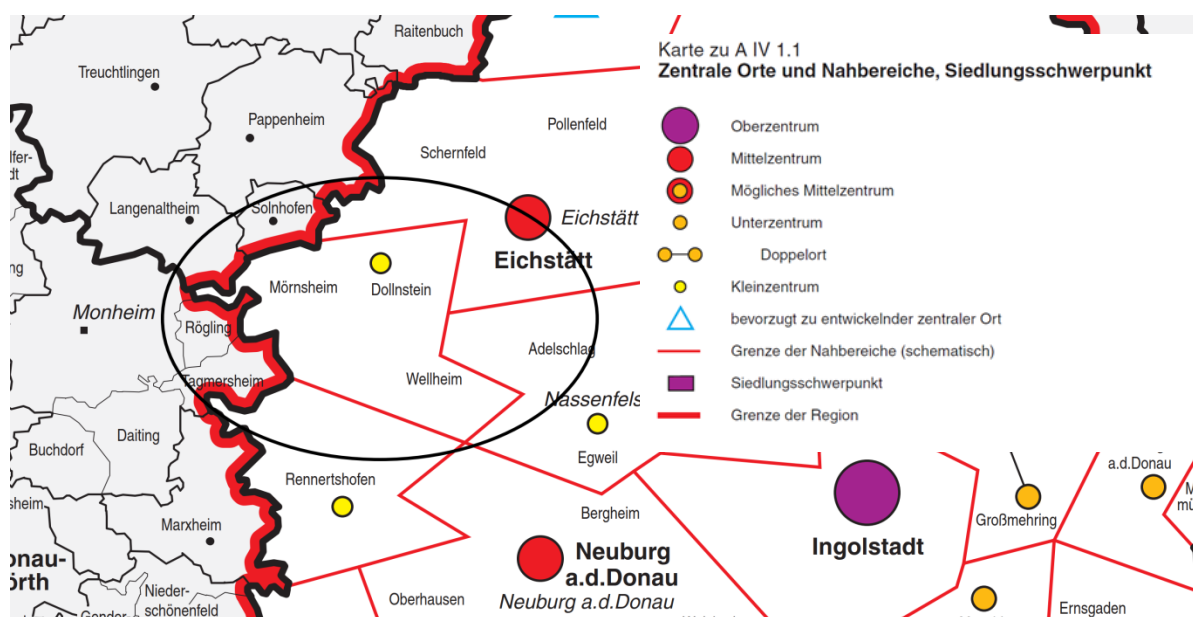 Raitenbuch
Treuchtlingen
Pappenheim
Pollenfeld
Schernfeld
Langenaltheim
Solnhofen
Eichstätt
Eichstätt
Mörnsheim
Dollnstein
Monheim
Rögling
Adelschlag
Tagmersheim
Wellheim
Nassenfels
Daiting
Buchdorf
Egweil
Rennertshofen
Bergheim
Marxheim
Neuburg
a.d.Donau
Neuburg a.d.Donau
Nieder-
schönenfeld
Oberhausen
Ingolstadt
Großmehring
a.d.Donau
Ernsgaden
Karte zu A IV 1.1
Zentrale Orte und Nahbereiche, Siedlungsschwerpunkt
Oberzentrum
Mittelzentrum
Mögliches Mittelzentrum
Unterzentrum
Doppelort
Kleinzentrum
bevorzugt zu entwickelnder zentraler Ort
Grenze der Nahbereiche (schematisch)
Siedlungsschwerpunkt
Grenze der Region